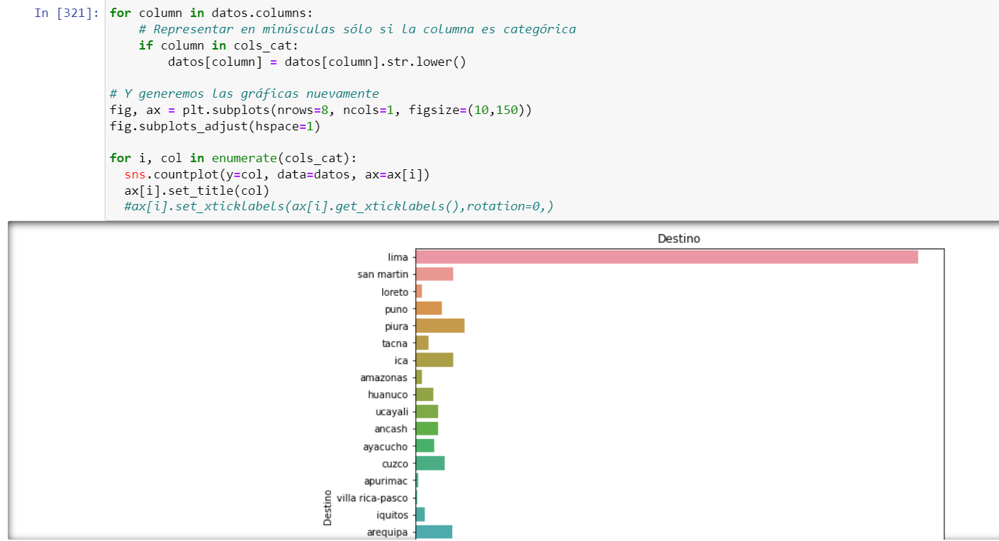 In [321]: for column in datos.columns:
# Representar en minúsculas sólo si la columna es categórica
if column in cols_cat:
datos[column] = datos[column].str.lower()
# Y generemos las gráficas nuevamente
fig, ax = plt.subplots(nrows=8, ncols=1, figsize=(10,150))
fig.subplots_adjust(hspace=1)
for i, col in enumerate(cols_cat):
sns.countplot(y=col, data=datos, ax=ax[i])
ax[i].set_title(col)
#ax[i].set_xticklabels(ax[i].get_xticklabels(),rotation=0,)
Destino
lima
san martin
loreto
puno
piura
tacna
ica
amazonas
huanuco
ucayali
ancash
ayacucho
cuzco
apurimac
villa rica-pasco
iquitos
arequipa
Destino